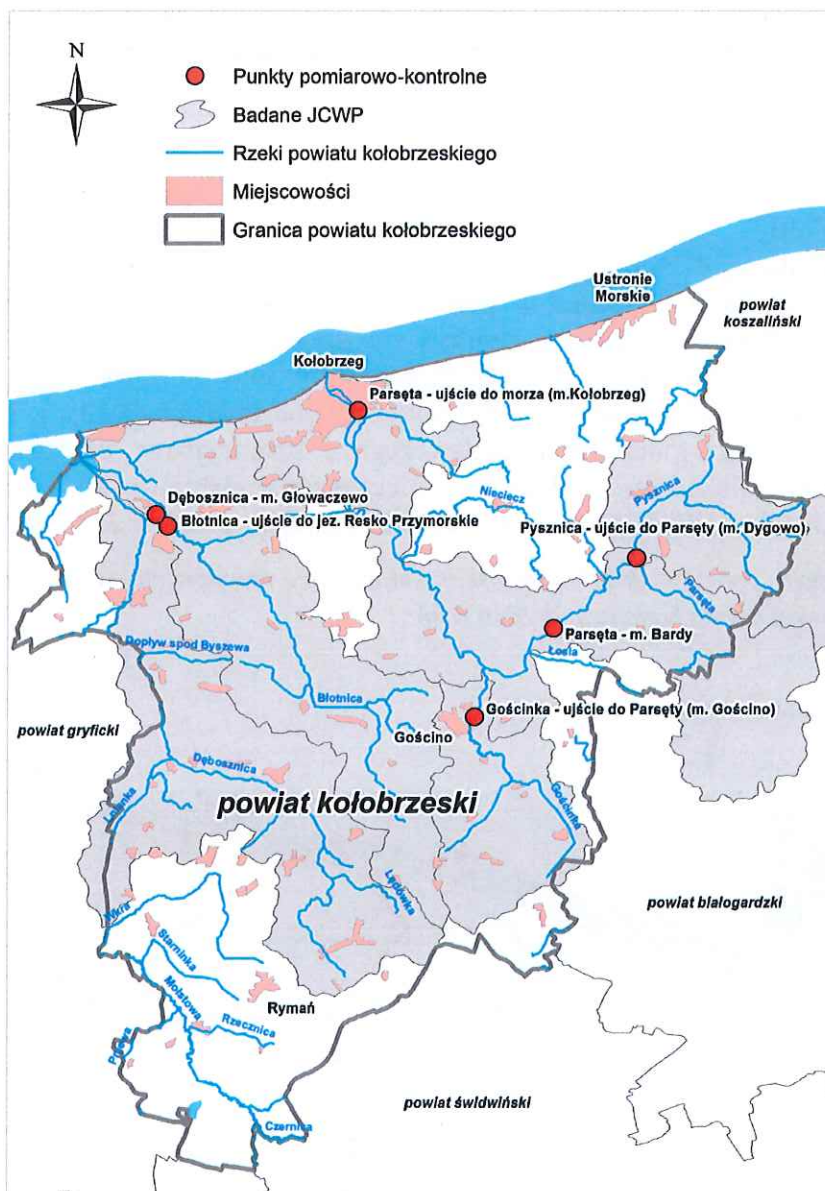 N
Punkty pomiarowo-kontrolne
Badane JCWP
Rzeki powiatu kołobrzeskiego
Miejscowości
Granica powiatu kołobrzeskiego
Ustronie
Morskie
powiat
koszaliński
Kołobrzeg
Parsęta - ujście do morza (m.Kołobrzeg)
Dębosznica - m. Głowaczewo
Błotnica - ujście do jez. Resko Przymorskie
Niecięcz
Pysznica
Pysznica - ujście do Parsęty (m. Dygowo)
Parsęta
Parsęta - m. Bardy
Łosia
Dopływ spod Byszewa
Błotnica
Gościnka - ujście do Parsęty (m. Gościno)
Gościno
powiat gryficki
Dębosznica
powiat kołobrzeski
Gościnka
Łnianka
Lędówka
powiat białogardzki
Wkra
Starninka
Mołstowa
Rymań
Rzecznica
powiat świdwiński
Czernica